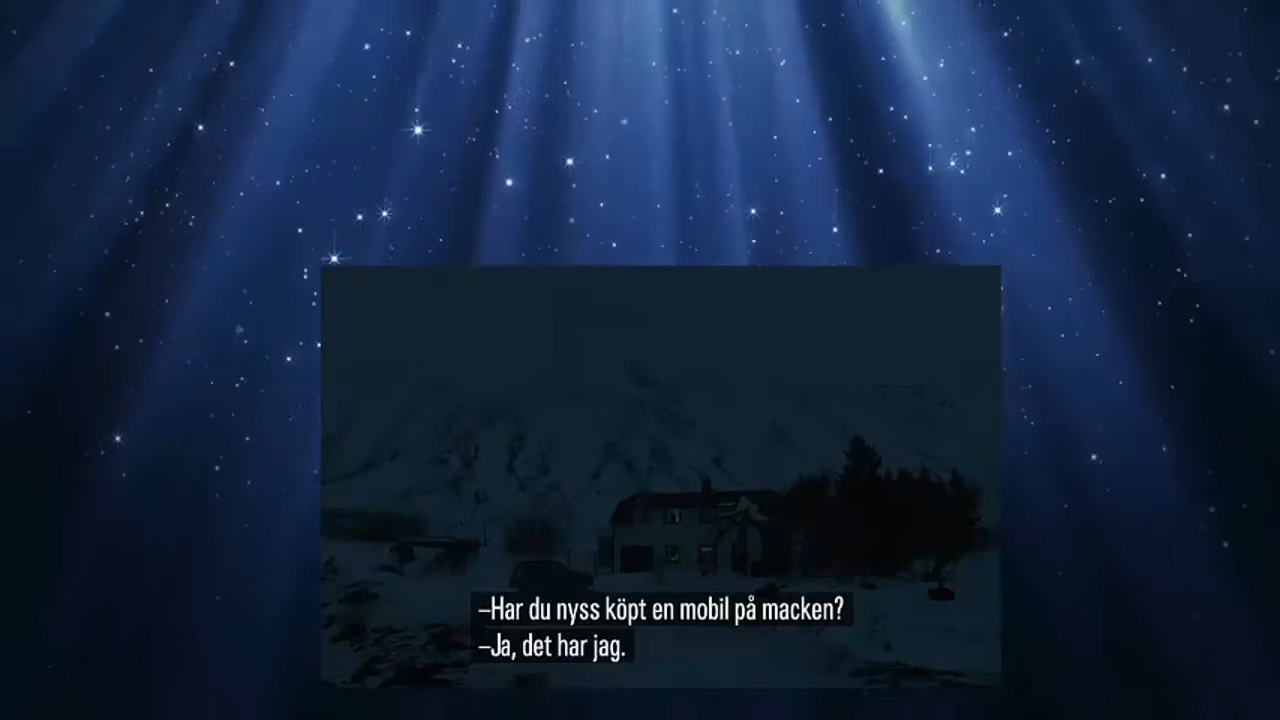 –Har du nyss köpt en mobil på macken?
–Ja, det har jag.